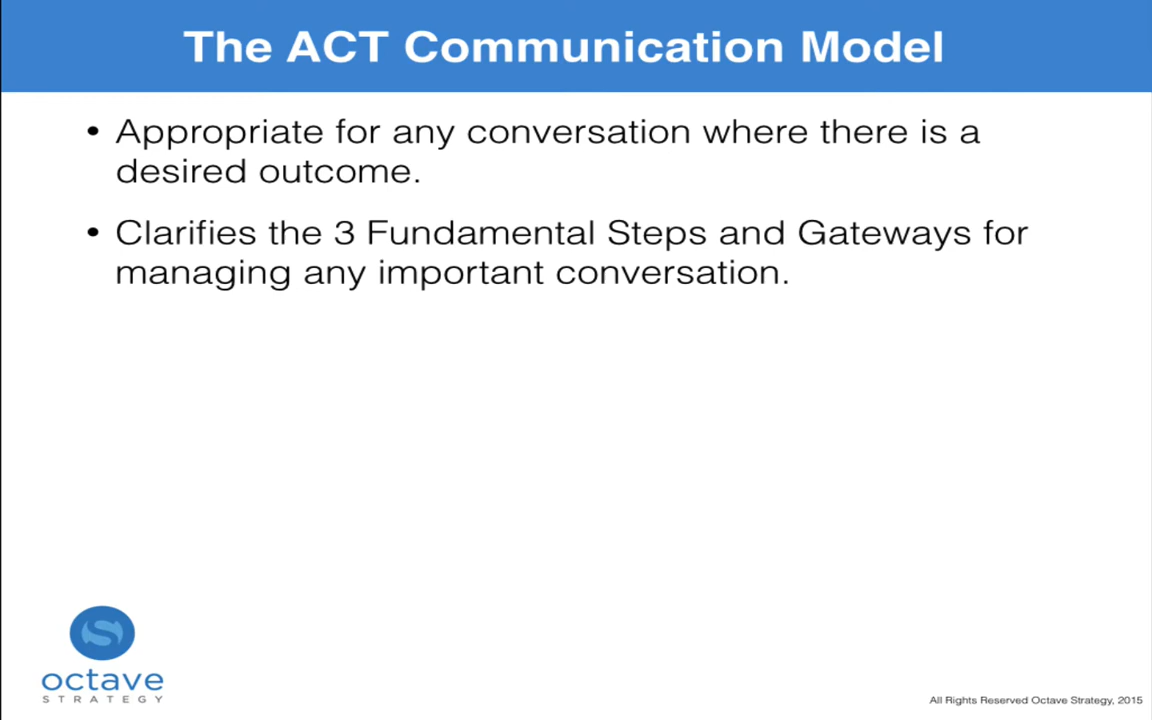 The ACT Communication Model
• Appropriate for any conversation where there is a
desired outcome.
• Clarifies the 3 Fundamental Steps and Gateways for
managing any important conversation.
octave
STRATEGY
All Rights Reserved Octave Strategy, 2015